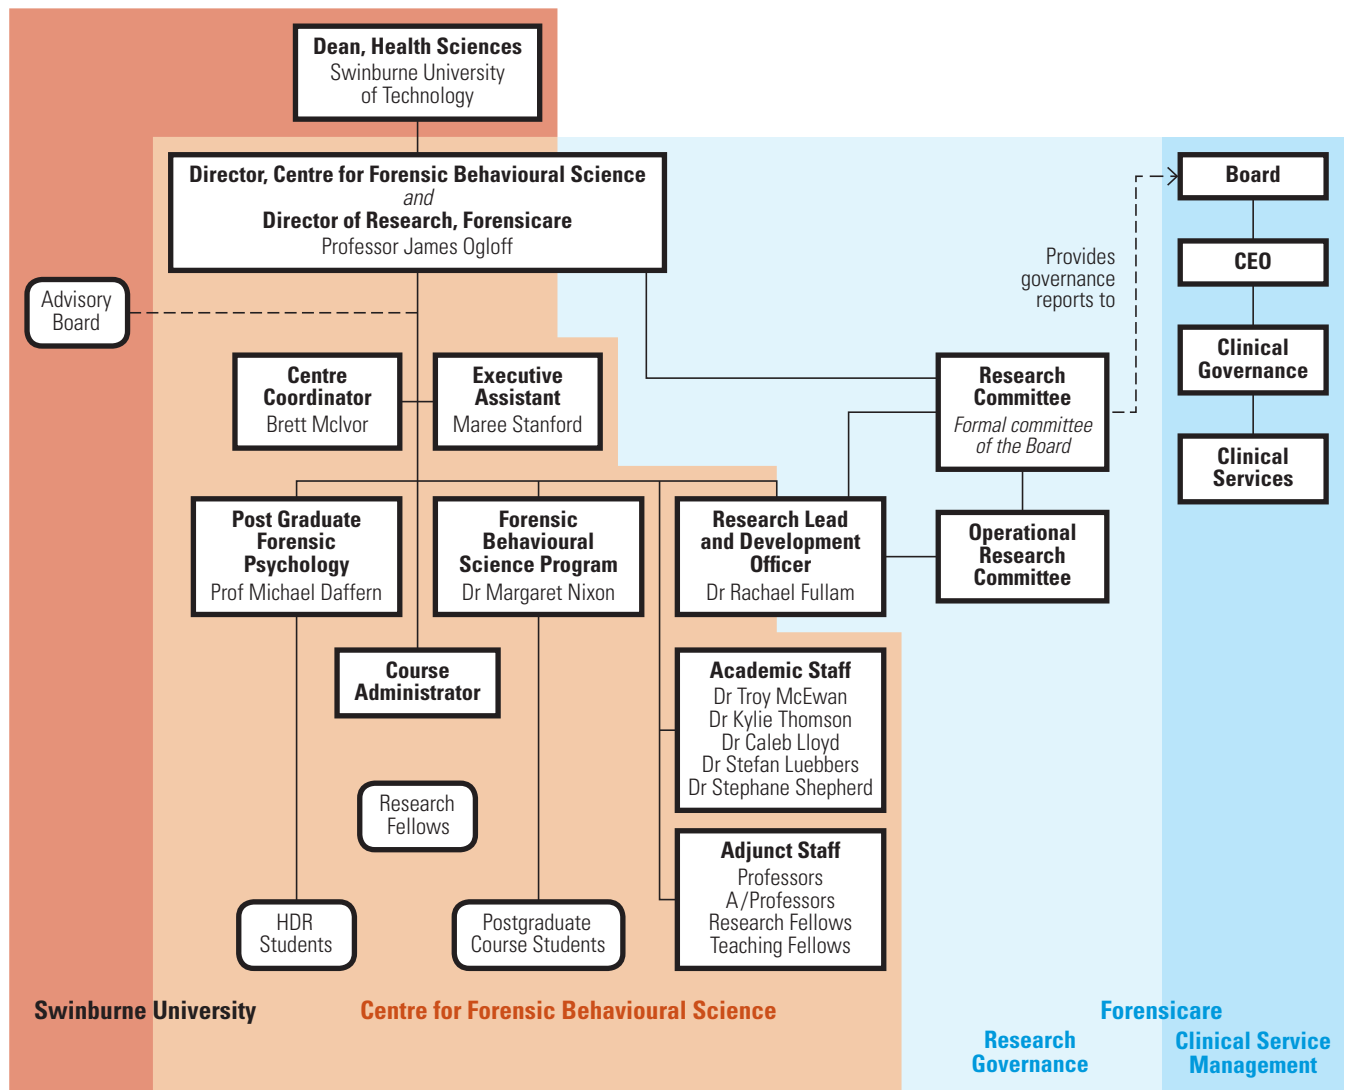 Dean, Health Sciences
Swinburne University
of Technology
Director, Centre for Forensic Behavioural Science
and
Director of Research, Forensicare
Professor James Ogloff
Board
CEO
Clinical
Governance
Clinical
Services
Provides
governance
reports to
Advisory
Board
Centre
Coordinator
Brett McIvor
Executive
Assistant
Maree Stanford
Research
Committee
Formal committee
of the Board
Post Graduate
Forensic
Psychology
Prof Michael Daffern
Forensic
Behavioural
Science Program
Dr Margaret Nixon
Research Lead
and Development
Officer
Dr Rachael Fullam
Operational
Research
Committee
Course
Administrator
Academic Staff
Dr Troy McEwan
Dr Kylie Thomson
Dr Caleb Lloyd
Dr Stefan Luebbers
Dr Stephane Shepherd
Research
Fellows
Adjunct Staff
Professors
A/Professors
Research Fellows
Teaching Fellows
HDR
Students
Postgraduate
Course Students
Swinburne University
Centre for Forensic Behavioural Science
Forensicare
Research
Governance
Clinical Service
Management